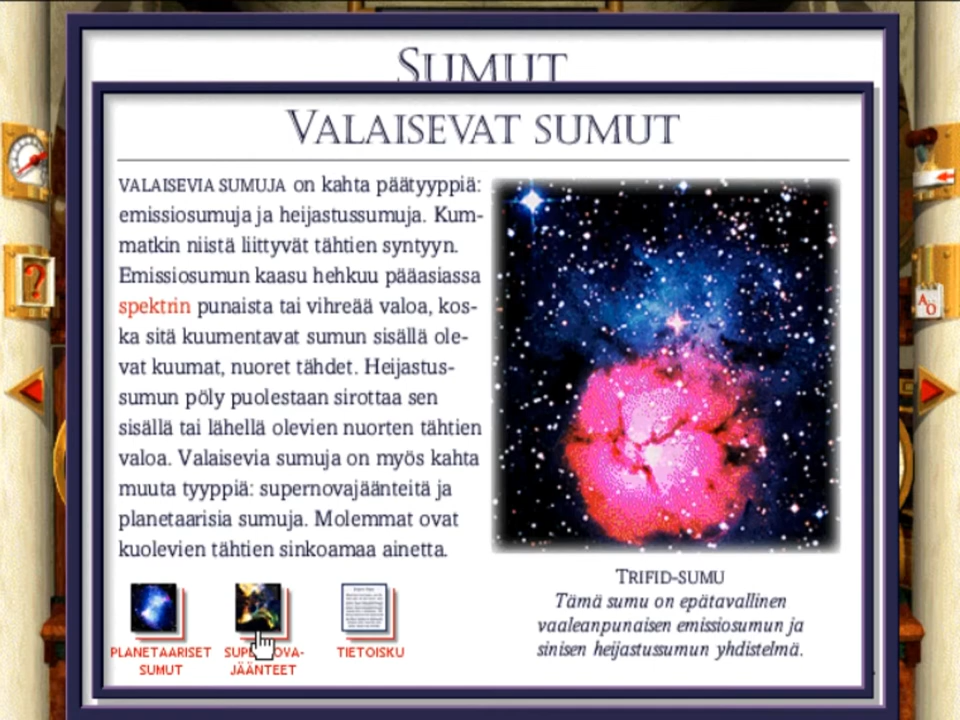 SUMUT
VALAISEVAT SUMUT
VALAISEVIA SUMUJA on kahta päätyyppiä:
emissiosumuja ja heijastussumuja. Kum-
matkin niistä liittyvät tähtien syntyyn.
Emissiosumun kaasu hehkuu pääasiassa
spektrin punaista tai vihreää valoa, kos-
ka sitä kuumentavat sumun sisällä ole-
vat kuumat, nuoret tähdet. Heijastus-
sumun pöly puolestaan sirottaa sen
sisällä tai lähellä olevien nuorten tähtien
valoa. Valaisevia sumuja on myös kahta
muuta tyyppiä: supernovajäänteitä ja
planetaarisia sumuja. Molemmat ovat
kuolevien tähtien sinkoamaa ainetta.
TRIFID-SUMU
Tämä sumu on epätavallinen
vaaleanpunaisen emissiosumun ja
sinisen heijastussumun yhdistelmä.
PLANETAARISET
SUMUT
SUPERNOVA-
JÄÄNTEET
TIETOISKU
?
A
O